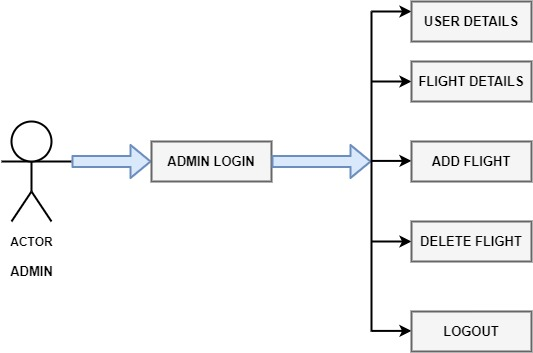 USER DETAILS
FLIGHT DETAILS
ADMIN LOGIN
ADD FLIGHT
ACTOR
ADMIN
DELETE FLIGHT
LOGOUT